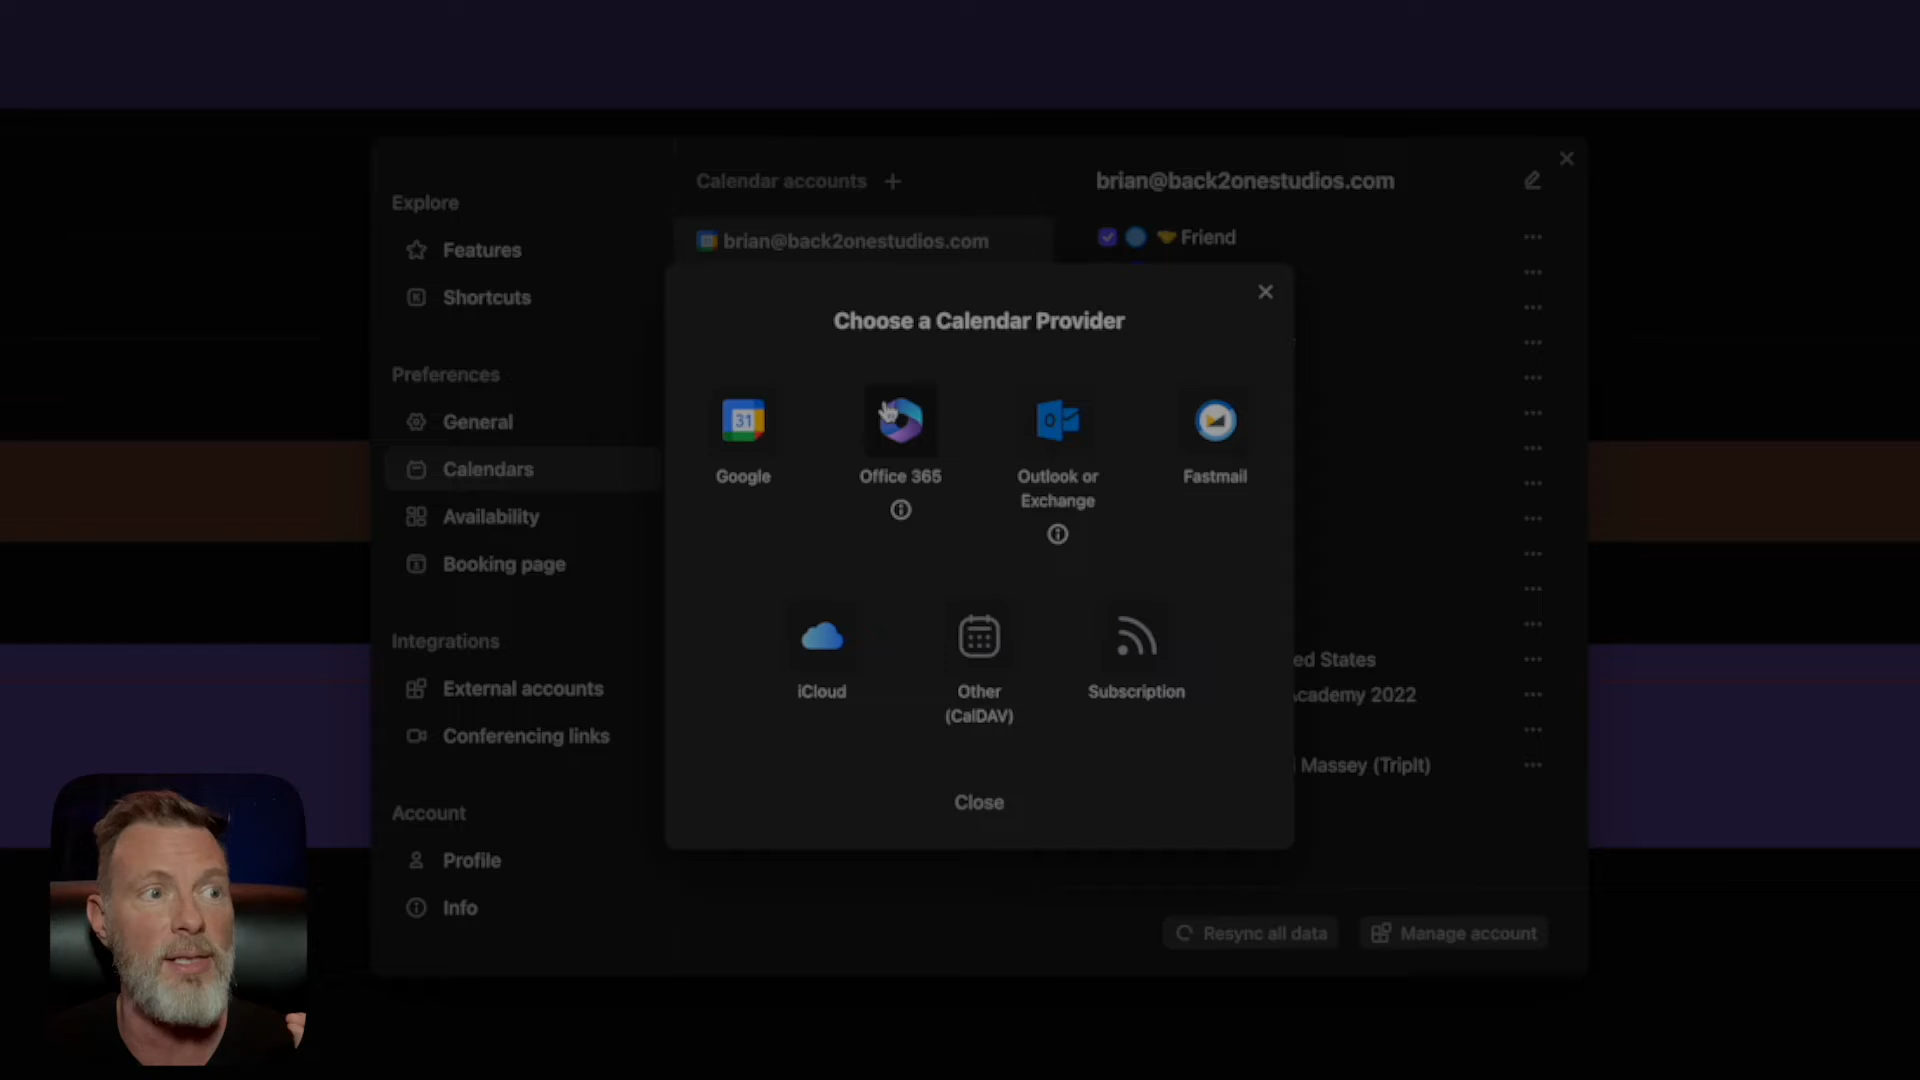 Explore
Features
Shortcuts
Preferences
General
Calendars
Availability
Booking page
Integrations
External accounts
Conferencing links
Account
Profile
Info
Calendar accounts +
brian@back2onestudios.com
brian@back2onestudios.com
Friend
Choose a Calendar Provider
31
Google
Office 365
Outlook or
Exchange
Fastmail
iCloud
Other
(CalDAV)
Subscription
Close
ed States
cademy 2022
Massey (TripIt)
Resync all data
Manage account